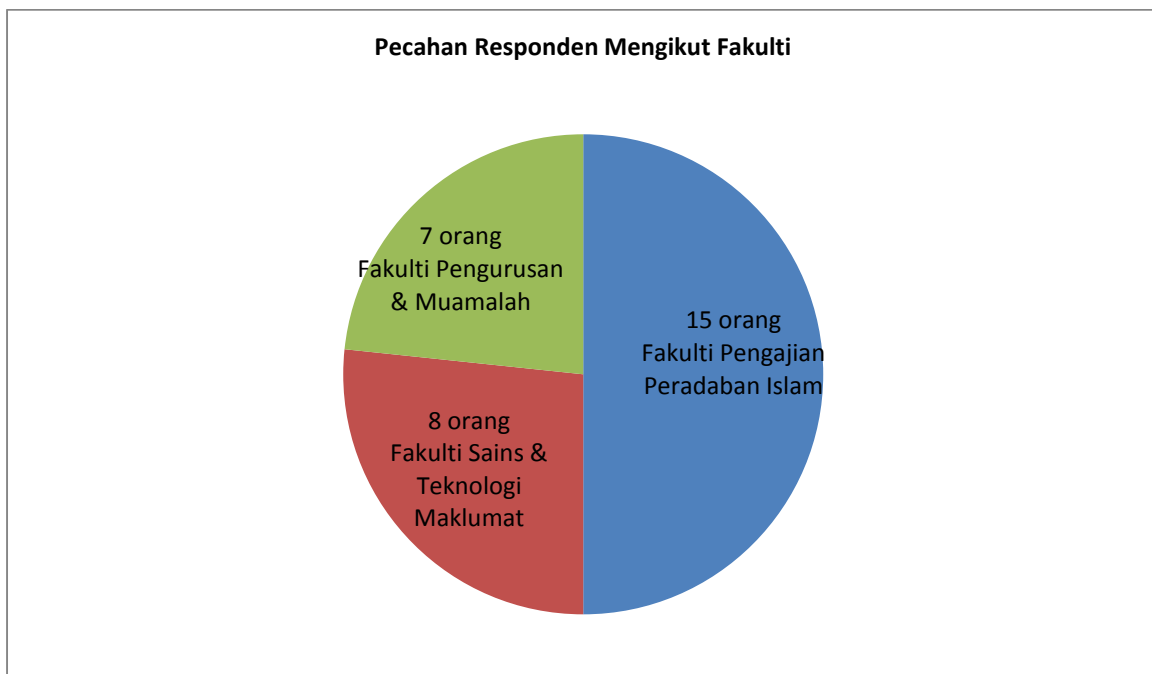 Pecahan Responden Mengikut Fakulti
7 orang
Fakulti Pengurusan
& Muamalah
15 orang
Fakulti Pengajian
Peradaban Islam
8 orang
Fakulti Sains &
Teknologi
Maklumat